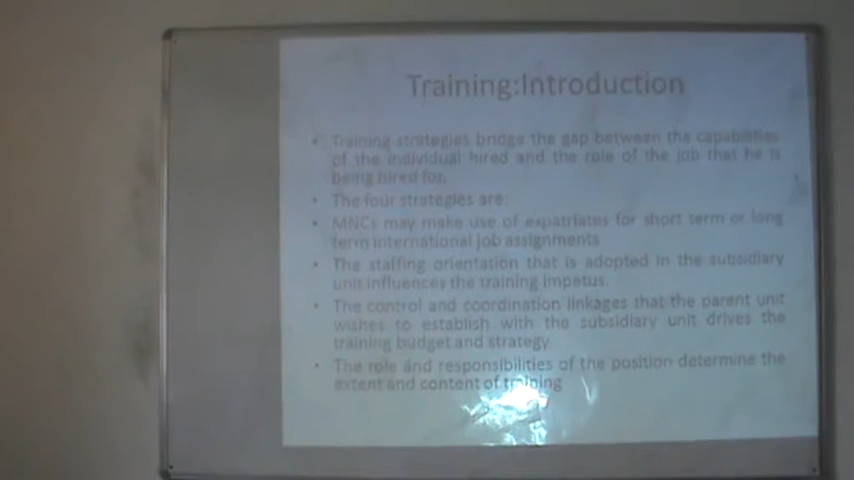 Training:Introduction
• Training strategies bridge the gap between the capabilities
of the individual hired and the role of the job that he is
being hired for.
• The four strategies are:
• MNCs may make use of expatriates for short term or long
term international job assignments
• The staffing orientation that is adopted in the subsidiary
unit influences the training impetus.
• The control and coordination linkages that the parent unit
wishes to establish with the subsidiary unit drives the
training budget and strategy
• The role and responsibilities of the position determine the
extent and content of training